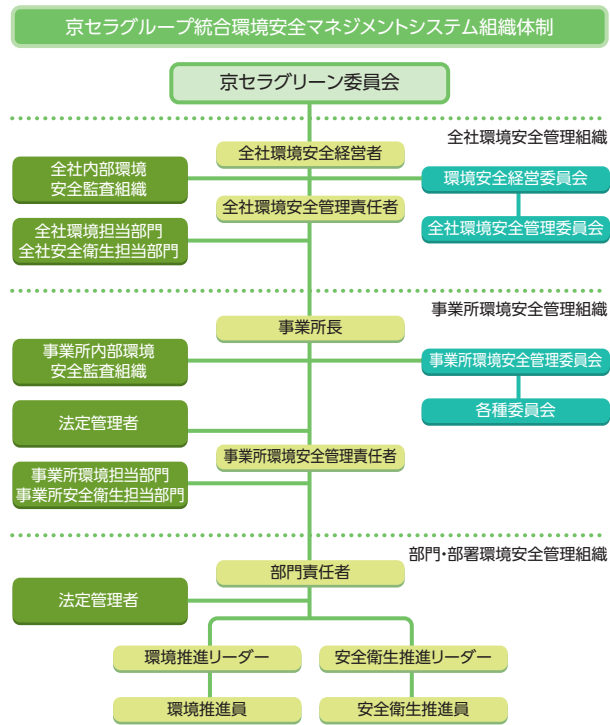 京セラグループ統合環境安全マネジメントシステム組織体制
京セラグリーン委員会
全社環境安全管理組織
全社環境安全経営者
全社内部環境
安全監査組織
環境安全経営委員会
全社環境安全管理責任者
全社環境安全管理委員会
全社環境担当部門
全社安全衛生担当部門
事業所環境安全管理組織
事業所長
事業所内部環境
安全監査組織
事業所環境安全管理委員会
各種委員会
法定管理者
事業所環境安全管理責任者
事業所環境担当部門
事業所安全衛生担当部門
部門・部署環境安全管理組織
部門責任者
法定管理者
環境推進リーダー
安全衛生推進リーダー
環境推進員
安全衛生推進員